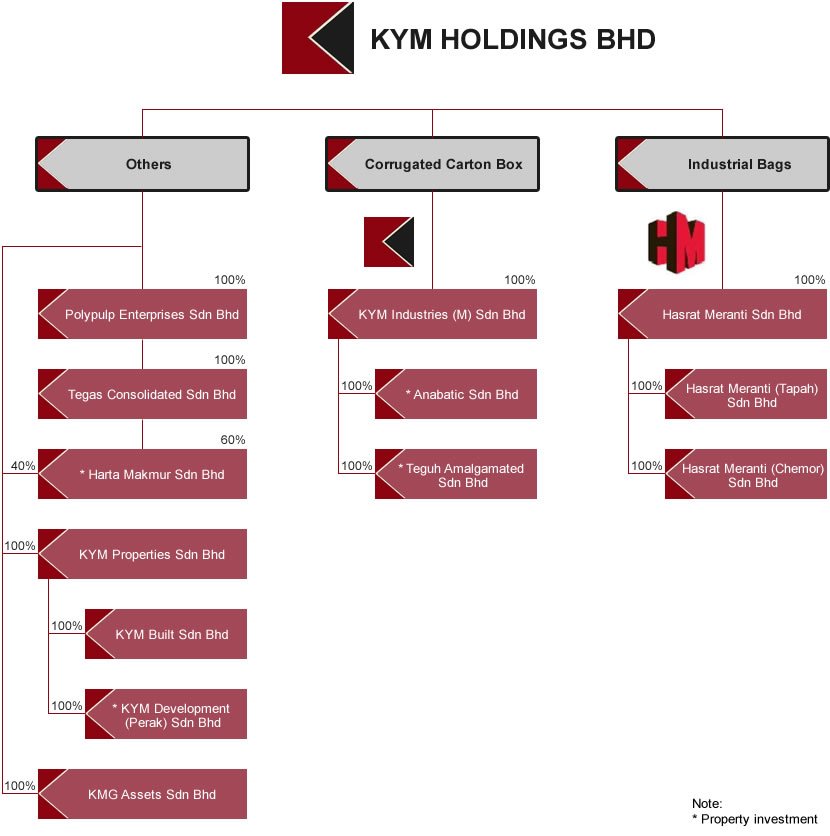 KYM HOLDINGS BHD
Others
Corrugated Carton Box
Industrial Bags
HM
100%
Polypulp Enterprises Sdn Bhd
100%
Tegas Consolidated Sdn Bhd
60%
40%
* Harta Makmur Sdn Bhd
100%
KYM Properties Sdn Bhd
100%
KYM Built Sdn Bhd
100%
* KYM Development
(Perak) Sdn Bhd
100%
KMG Assets Sdn Bhd
100%
KYM Industries (M) Sdn Bhd
100%
* Anabatic Sdn Bhd
100%
* Teguh Amalgamated
Sdn Bhd
100%
Hasrat Meranti Sdn Bhd
100%
Hasrat Meranti (Tapah)
Sdn Bhd
100%
Hasrat Meranti (Chemor)
Sdn Bhd
Note:
* Property investment